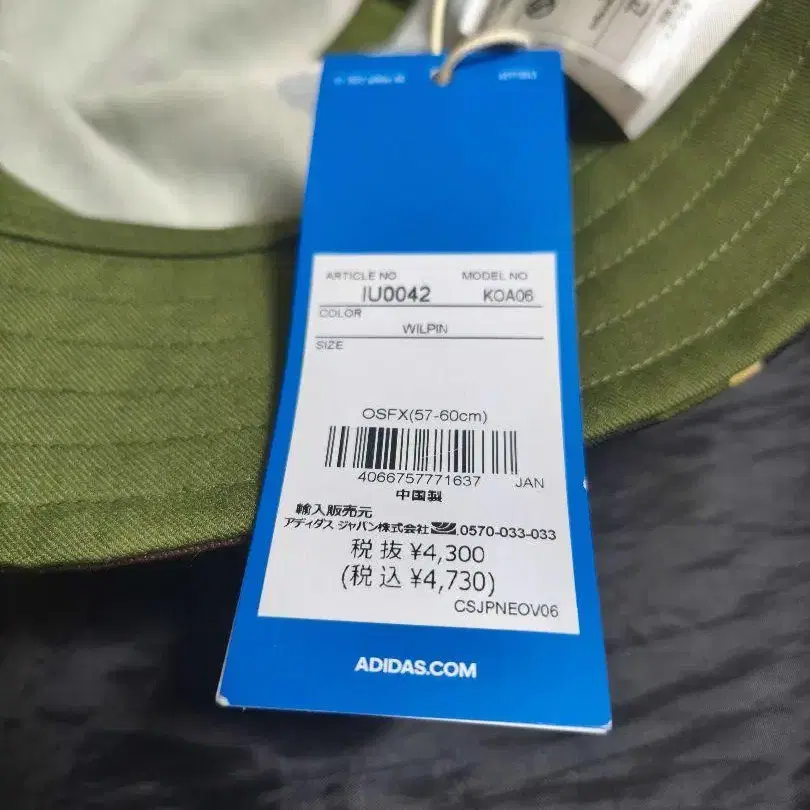 ARTICLE NO MODEL NO
IU0042 KOA06
COLOR
WILPIN
SIZE
OSFX(57-60cm)
4066757771637 JAN
中国製
輸入販売元
アディダス ジャパン株式会社 0570-033-033
税抜 ¥4,300
(税込 ¥4,730)
CSJPNEOV06
ADIDAS.COM